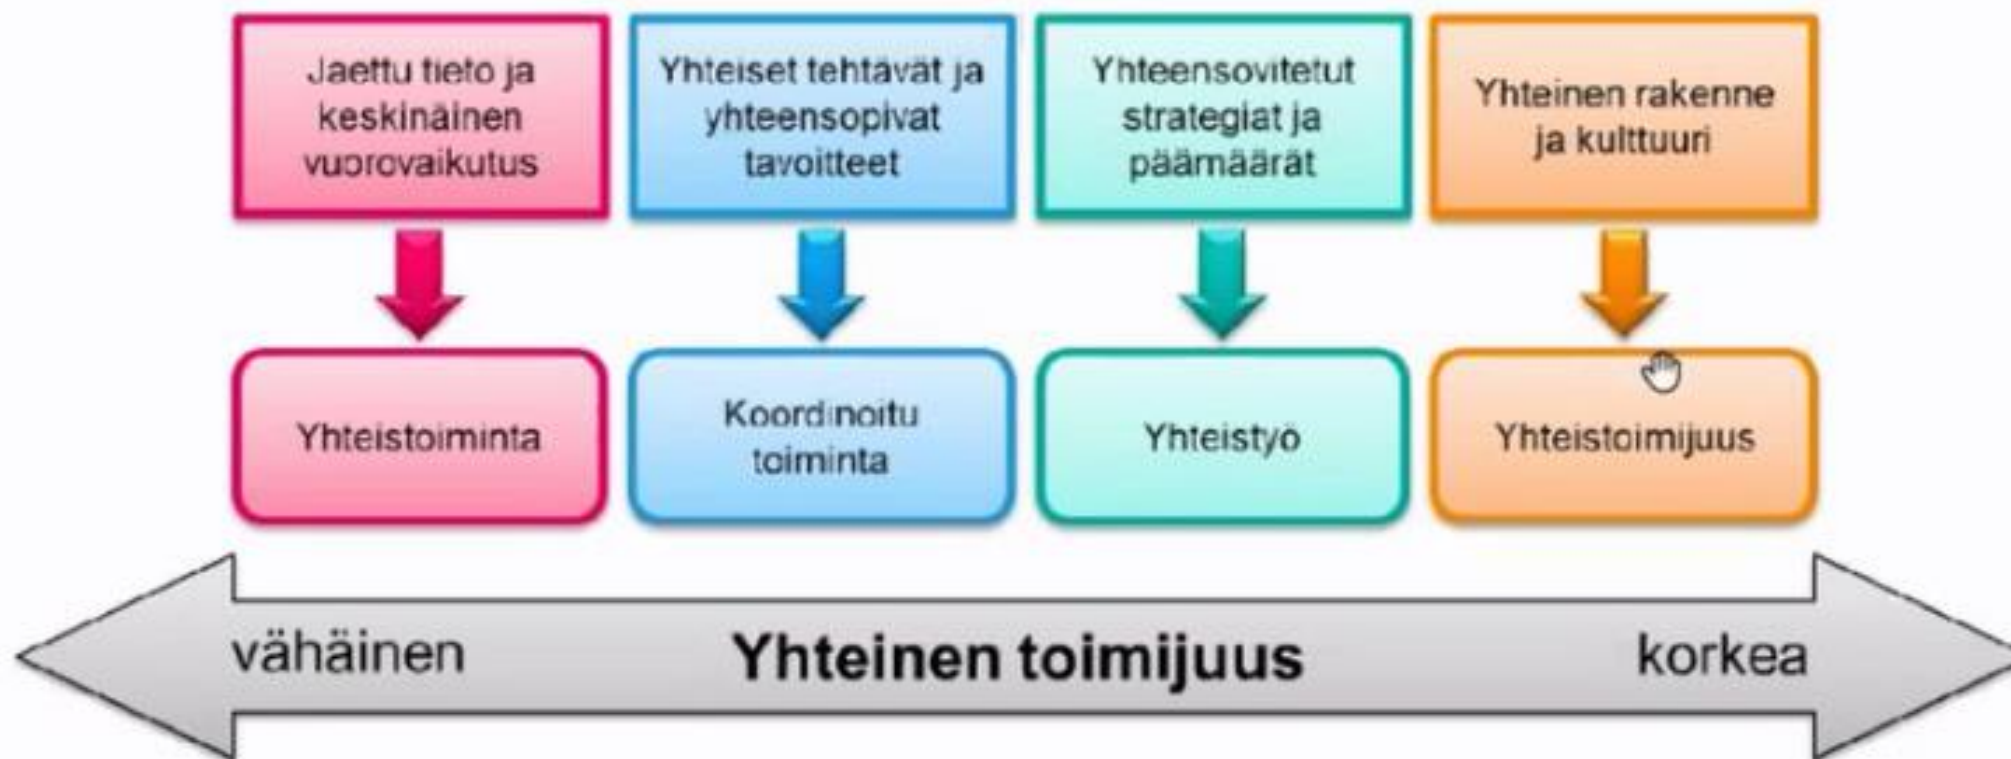 Jaettu tieto ja
keskinäinen
vuorovaikutus
Yhteiset tehtävät ja
yhteensopivat
tavoitteet
Yhteensovitetut
strategiat ja
päämäärät
Yhteinen rakenne
ja kulttuuri
Yhteistoiminta
Koordinoitu
toiminta
Yhteistyö
Yhteistoimijuus
vähäinen
Yhteinen toimijuus
korkea